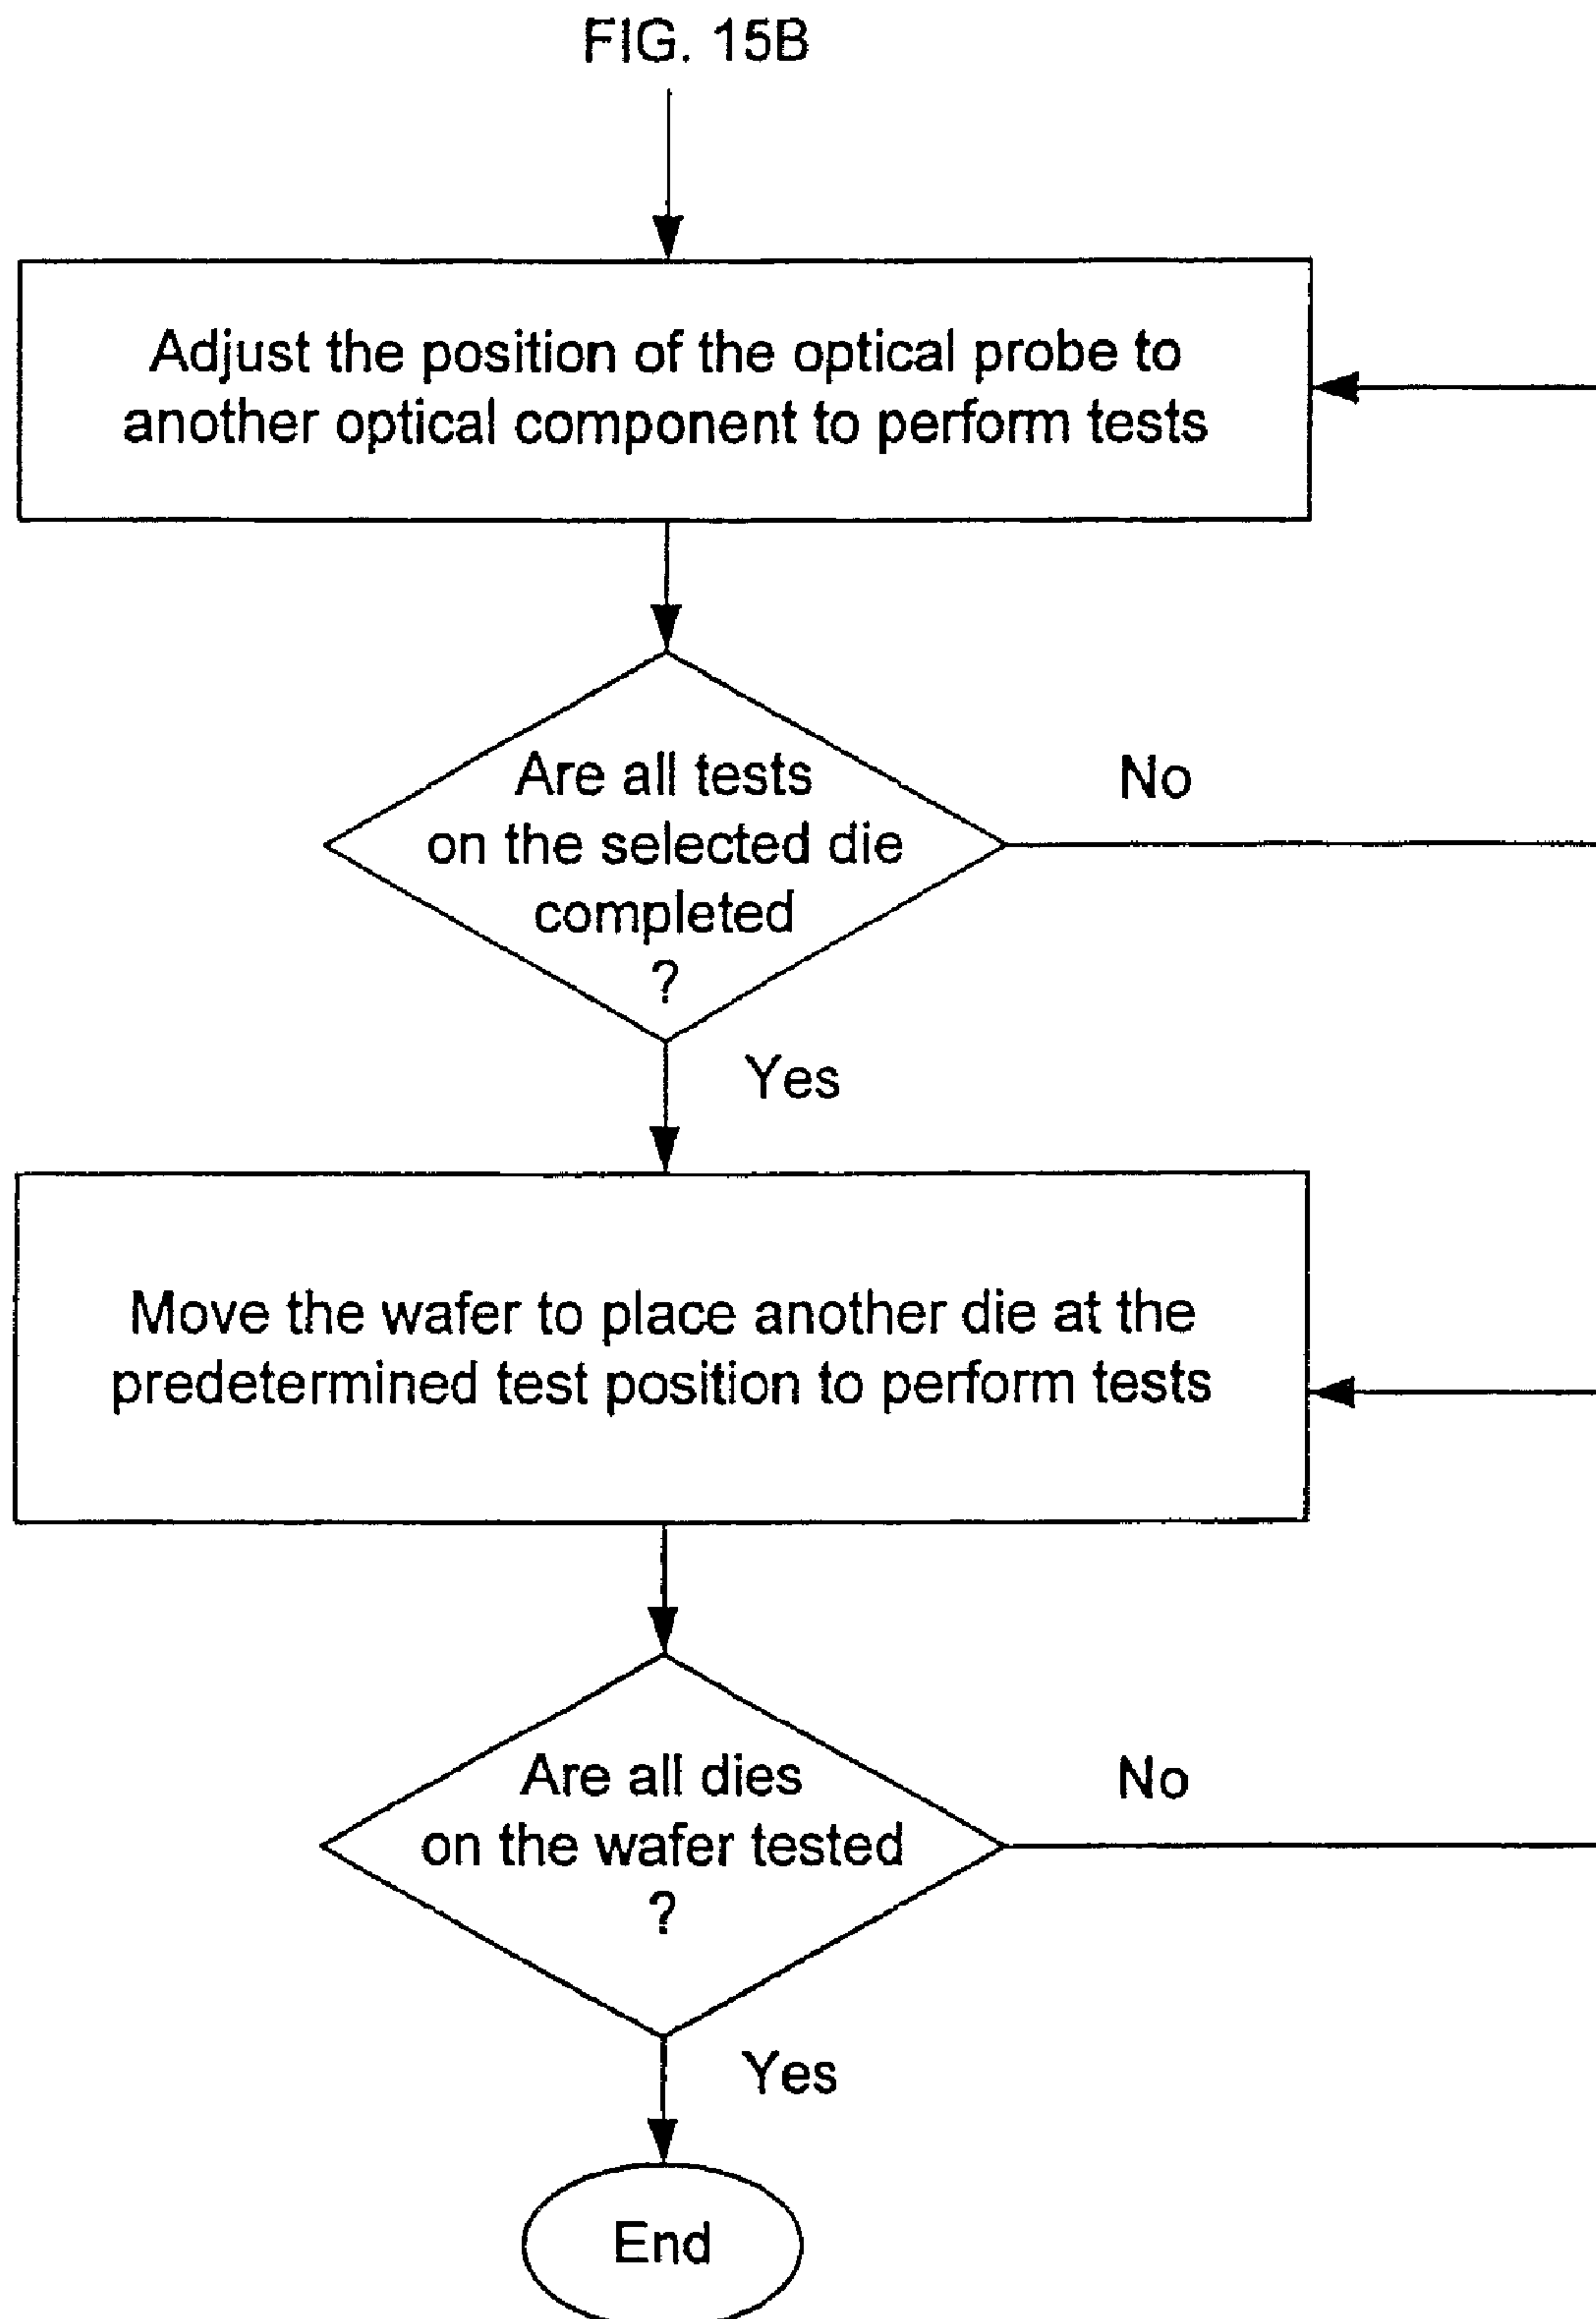 FIG. 15B
Adjust the position of the optical probe to
another optical component to perform tests
Are all tests
on the selected die
completed
?
No
Yes
Move the wafer to place another die at the
predetermined test position to perform tests
Are all dies
on the wafer tested
?
No
Yes
End